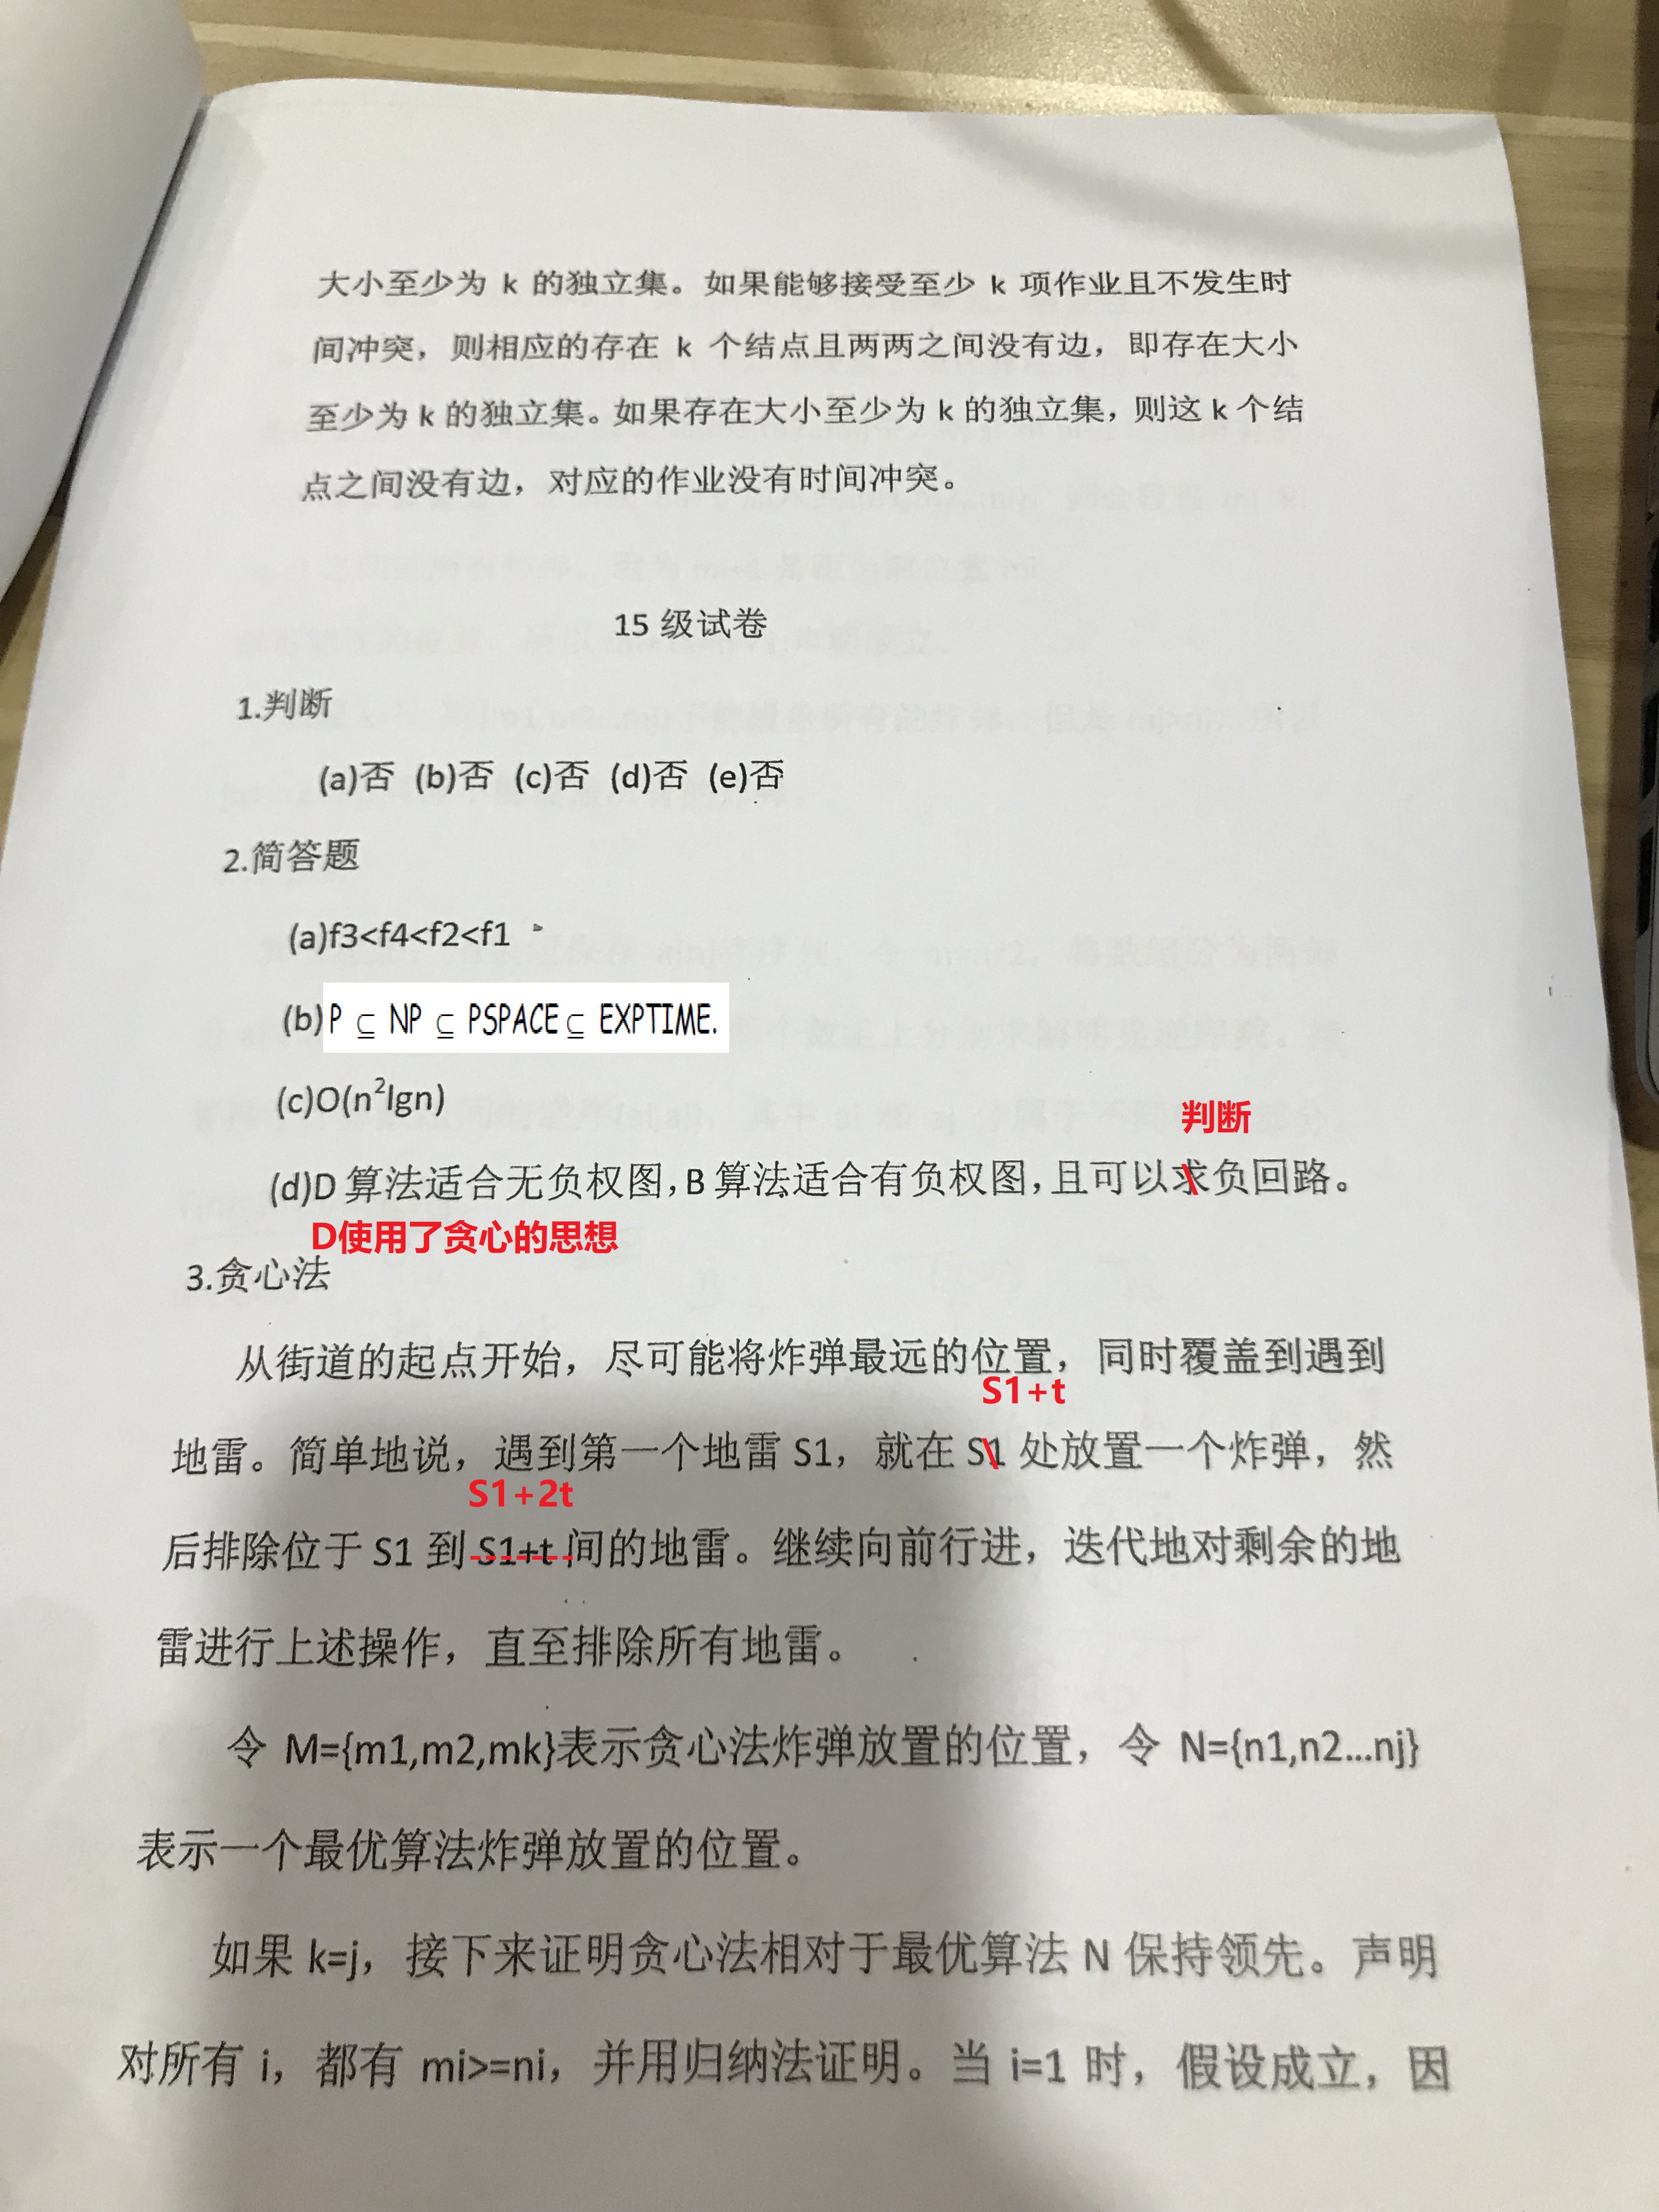 大小至少为 k 的独立集。如果能够接受至少 k 项作业且不发生时
间冲突，则相应的存在 k 个结点且两两之间没有边，即存在大小
至少为 k 的独立集。如果存在大小至少为 k 的独立集，则这 k 个结
点之间没有边，对应的作业没有时间冲突。
15 级试卷
1.判断
(a)否 (b)否 (c)否 (d)否 (e)否
2.简答题
(a)f3<f4<f2<f1
(b)P ⊆ NP ⊆ PSPACE ⊆ EXPTIME.
(c)O(n²lgn)
判断
(d)D 算法适合无负权图，B 算法适合有负权图，且可以求负回路。
D使用了贪心的思想
3.贪心法
从街道的起点开始，尽可能将炸弹最远的位置，同时覆盖到遇到
S1+t
地雷。简单地说，遇到第一个地雷 S1，就在 S1 处放置一个炸弹，然
S1+2t
后排除位于 S1 到 S1+t 间的地雷。继续向前行进，迭代地对剩余的地
雷进行上述操作，直至排除所有地雷。
令 M={m1,m2,mk}表示贪心法炸弹放置的位置，令 N={n1,n2...nj}
表示一个最优算法炸弹放置的位置。
如果 k=j，接下来证明贪心法相对于最优算法 N 保持领先。声明
对所有 i，都有 mi>=ni，并用归纳法证明。当 i=1 时，假设成立，因